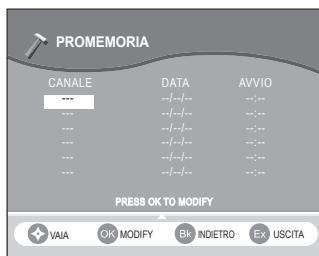 PROMEMORIA
CANALE DATA AVVIO
--- --/--/-- --:--
--- --/--/-- --:--
--- --/--/-- --:--
--- --/--/-- --:--
--- --/--/-- --:--
--- --/--/-- --:--
PRESS OK TO MODIFY
VAIA OK MODIFY Bk INDIETRO Ex USCITA